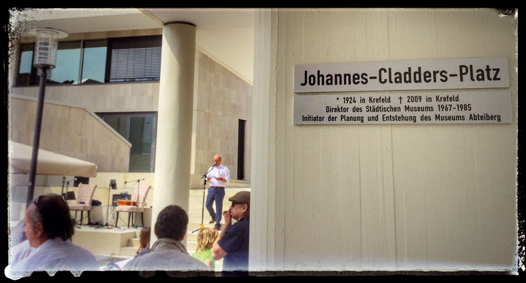 Johannes-Cladders-Platz
* 1924 in Krefeld † 2009 in Krefeld
Direktor des Städtischen Museums 1967-1985
Initiator der Planung und Entstehung des Museums Abteiberg